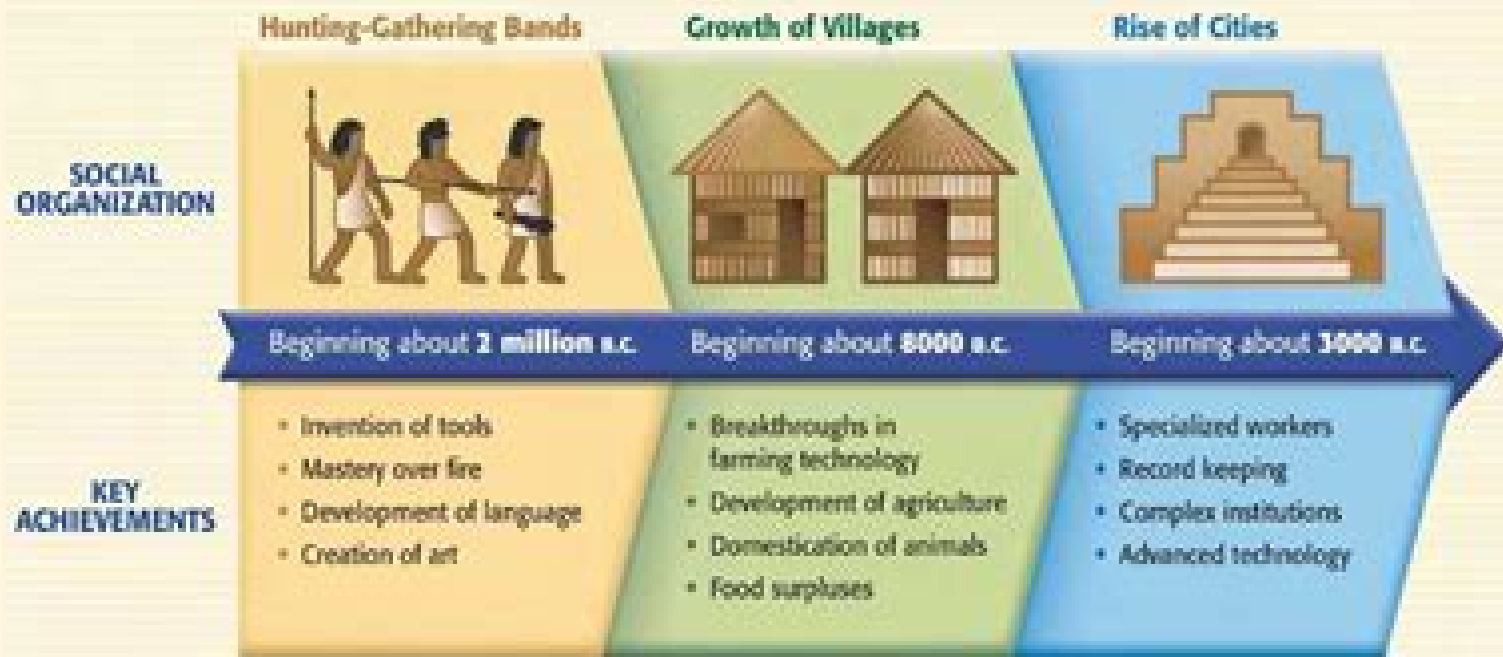 Hunting-Gathering Bands
Growth of Villages
Rise of Cities
SOCIAL
ORGANIZATION
Beginning about 2 million B.C.
Beginning about 8000 B.C.
Beginning about 3000 B.C.
KEY
ACHIEVEMENTS
• Invention of tools
• Mastery over fire
• Development of language
• Creation of art
• Breakthroughs in
farming technology
• Development of agriculture
• Domestication of animals
• Food surpluses
• Specialized workers
• Record keeping
• Complex institutions
• Advanced technology